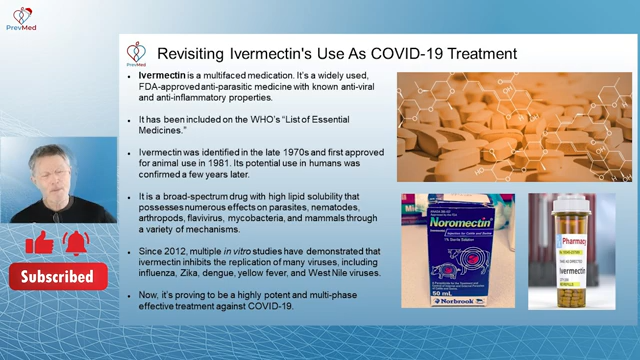 PrevMed
PrevMed
Revisiting Ivermectin's Use As COVID-19 Treatment
• Ivermectin is a multifaced medication. It's a widely used,
FDA-approved anti-parasitic medicine with known anti-viral
and anti-inflammatory properties.
• It has been included on the WHO's "List of Essential
Medicines."
• Ivermectin was identified in the late 1970s and first approved
for animal use in 1981. Its potential use in humans was
confirmed a few years later.
• It is a broad-spectrum drug with high lipid solubility that
possesses numerous effects on parasites, nematodes,
arthropods, flavivirus, mycobacteria, and mammals through
a variety of mechanisms.
• Since 2012, multiple in vitro studies have demonstrated that
ivermectin inhibits the replication of many viruses, including
influenza, Zika, dengue, yellow fever, and West Nile viruses.
• Now, it's proving to be a highly potent and multi-phase
effective treatment against COVID-19.
Noromectin
1% Sterile Solution
50 mL
Norbrook
Pharmacy
Ivermectin
Subscribed